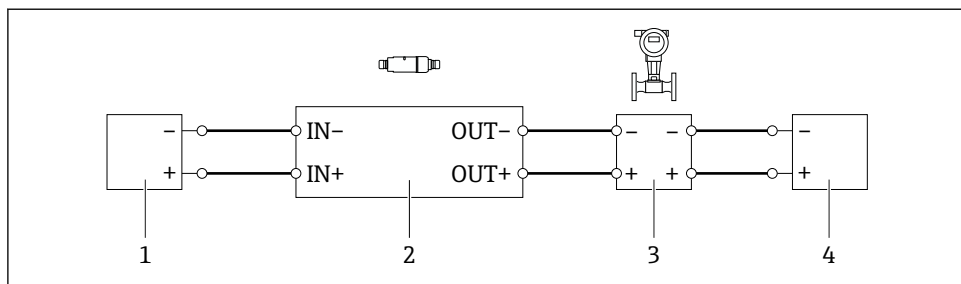 − IN− OUT− − − −
+ IN+ OUT+ + + +
1 2 3 4